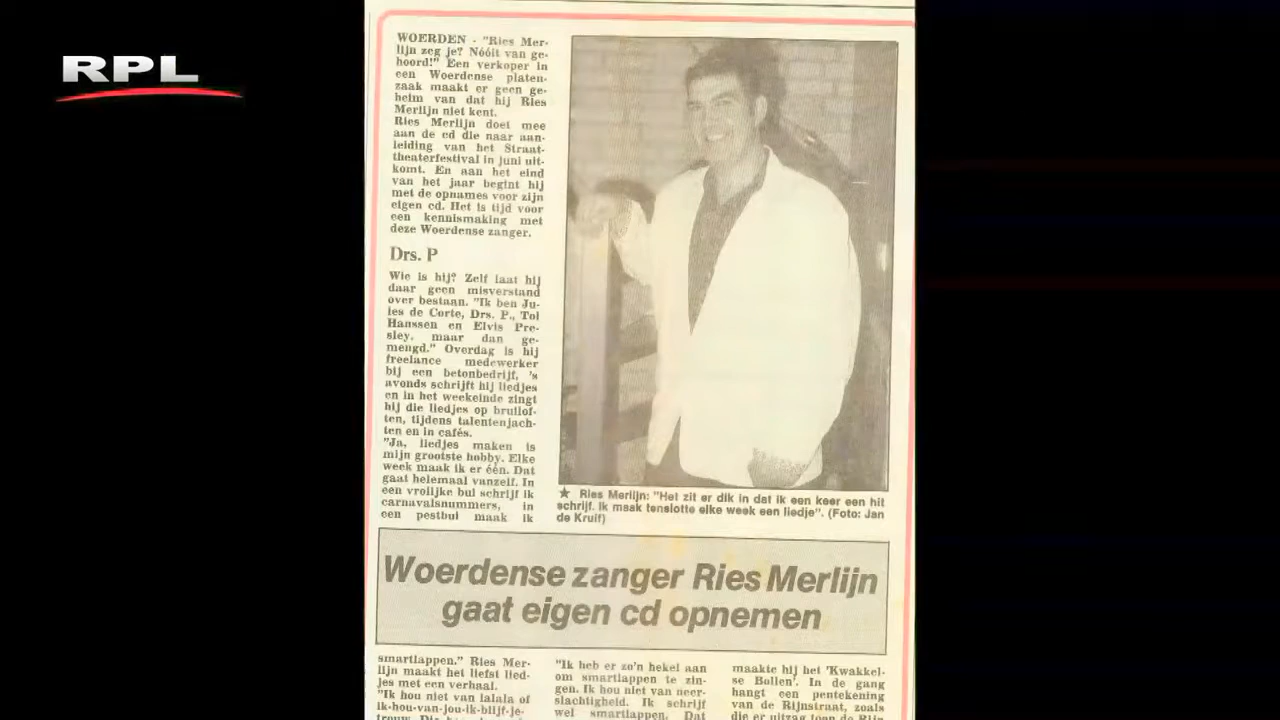 RPL
WOERDEN - "Ries Mer-
lijn zeg je? Nóóit van ge-
hoord!" Een verkoper in
een Woerdense platen-
zaak maakt er geen ge-
heim van dat hij Ries
Merlijn niet kent.
Ries Merlijn doet mee
aan de cd die naar aan-
leiding van het Straat-
theaterfestival in juni uit-
komt. En aan het eind
van het jaar begint hij
met de opnames voor zijn
eigen cd. Het is tijd voor
een kennismaking met
deze Woerdense zanger.
Drs. P
Wie is hij? Zelf laat hij
daar geen misverstand
over bestaan. "Ik ben Ju-
les de Corte, Drs. P., Tol
Hanssen en Elvis Pre-
sley, maar dan ge-
mengd." Overdag is hij
freelance medewerker
bij een betonbedrijf, 's
avonds schrijft hij liedjes
en in het weekeinde zingt
hij die liedjes op bruilof-
ten, tijdens talentenjach-
ten en in cafés.
"Ja, liedjes maken is
mijn grootste hobby. Elke
week maak ik er één. Dat
gaat helemaal vanzelf. In
een vrolijke bui schrijf ik
carnavalsnummers, in
een pestbui maak ik
★ Ries Merlijn: "Het zit er dik in dat ik een keer een hit
schrijf. Ik maak tenslotte elke week een liedje". (Foto: Jan
de Kruif)
Woerdense zanger Ries Merlijn
gaat eigen cd opnemen
smartlappen." Ries Mer-
lijn maakt het liefst lied-
jes met een verhaal.
"Ik hou niet van lalala of
ik-hou-van-jou-ik-blijf-je-
"Ik heb er zo'n hekel aan
om smartlappen te zin-
gen. Ik hou niet van neer-
slachtigheid. Ik schrijf
wel smartlappen. Dat
maakte hij het 'Kwakkel-
se Bollen'. In de gang
hangt een pentekening
van de Rijnstraat, zoals